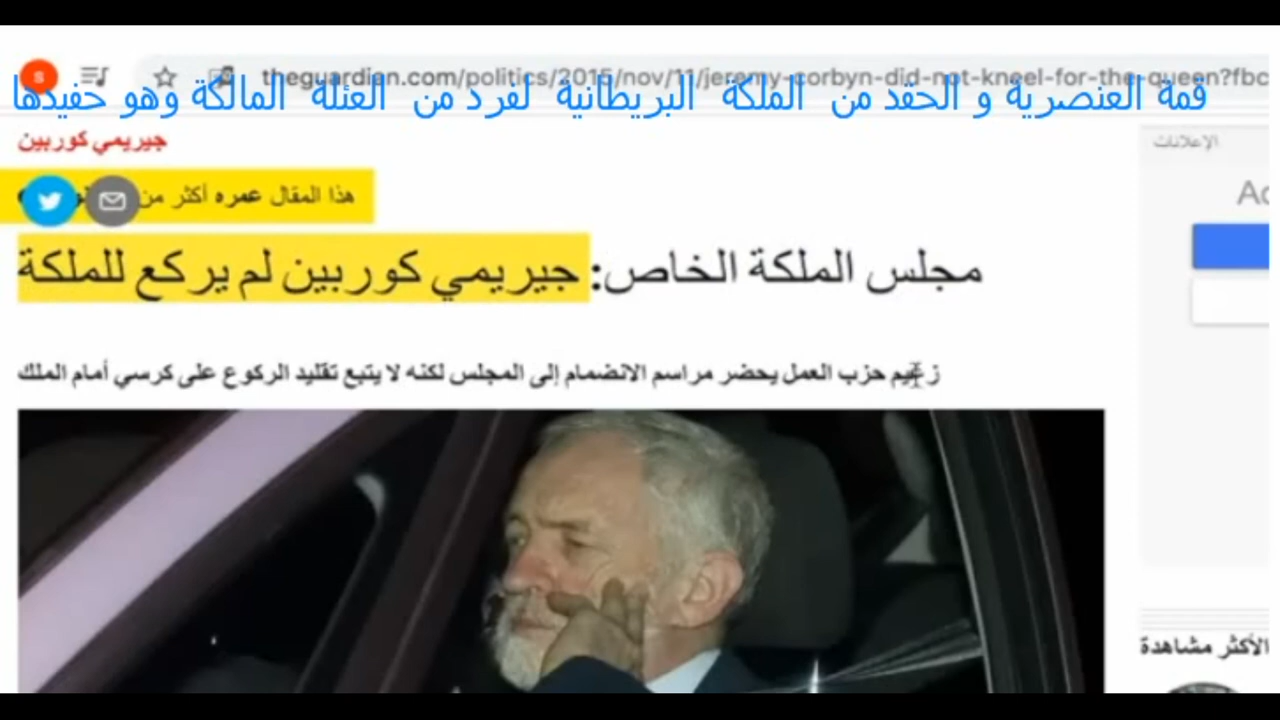 theguardian.com/politics/2015/nov/11/jeremy-corbyn-did-not-kneel-for-the-queen?fbc
قمة العنصرية و الحقد من الملكة البريطانية لفرد من العئلة المالكة وهو حفيدها
جيريمي كوربين
الإعلانات
هذا المقال عمره أكثر من
Ad
مجلس الملكة الخاص: جيريمي كوربين لم يركع للملكة
زعيم حزب العمل يحضر مراسم الانضمام إلى المجلس لكنه لا يتبع تقليد الركوع على كرسي أمام الملك
الأكثر مشاهدة